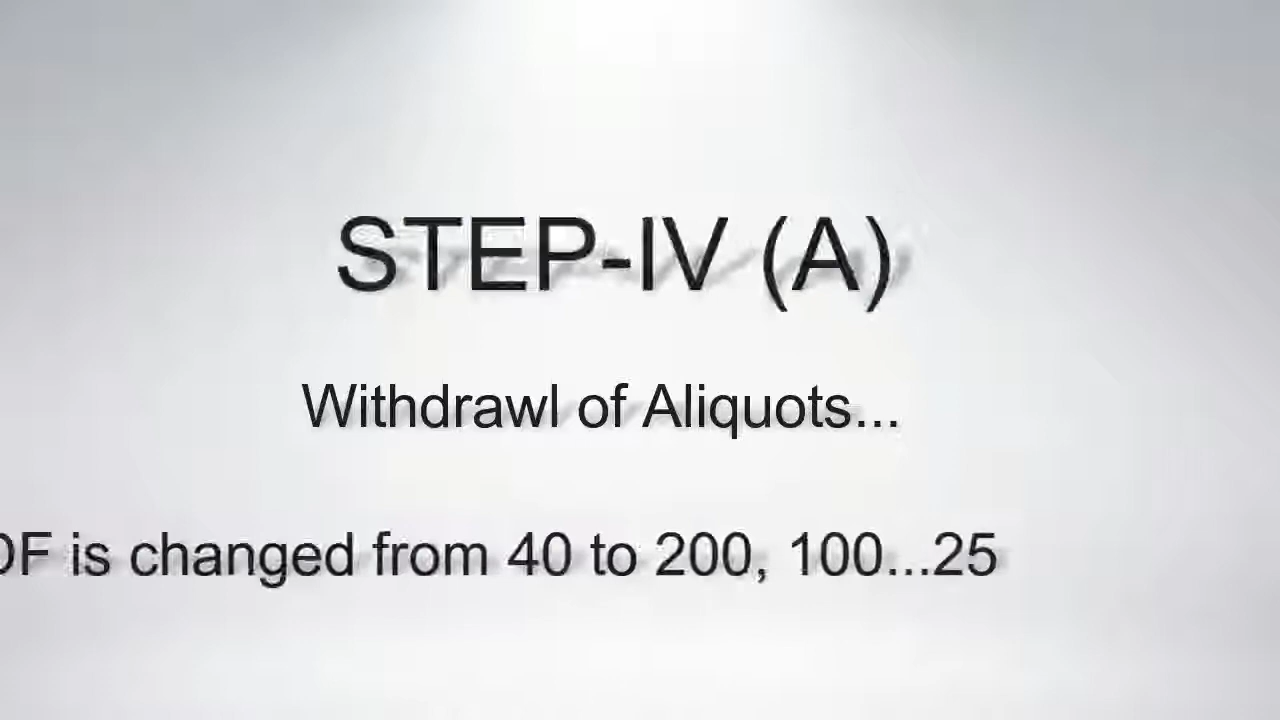 STEP-IV (A)
Withdrawl of Aliquots...
is changed from 40 to 200, 100...25